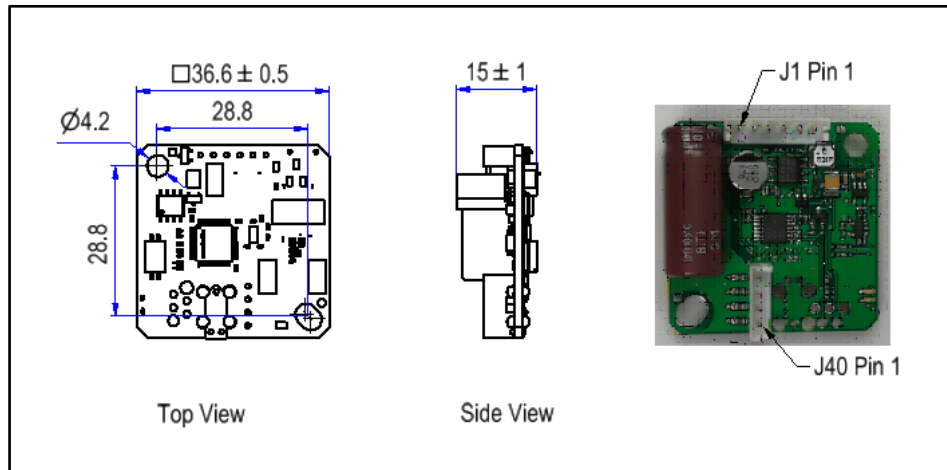 □36.6 ± 0.5
28.8
Ø4.2
28.8
15 ± 1
J1 Pin 1
J40 Pin 1
Top View
Side View